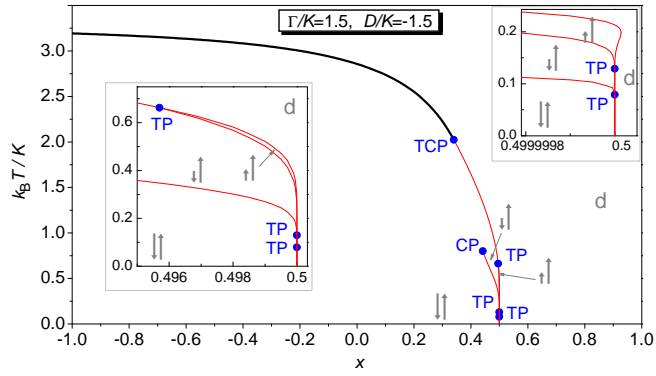 Γ/K=1.5, D/K=-1.5
k_B T / K
3.0
2.5
2.0
1.5
1.0
0.5
0.0
-1.0 -0.8 -0.6 -0.4 -0.2 0.0 0.2 0.4 0.6 0.8 1.0
x
TCP
CP
TP
TP
d
0.6
0.4
0.2
0.0
0.496 0.498 0.5
TP
d
TP
TP
0.2
0.1
0.0
0.4999998 0.5
TP
d
TP